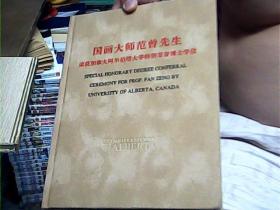 国画大师范曾先生
荣获加拿大阿尔伯塔大学特别荣誉博士学位
SPECIAL HONORARY DEGREE CONFERRAL
CEREMONY FOR PROF. FAN ZENG BY
UNIVERSITY OF ALBERTA, CANADA
ALBERTA